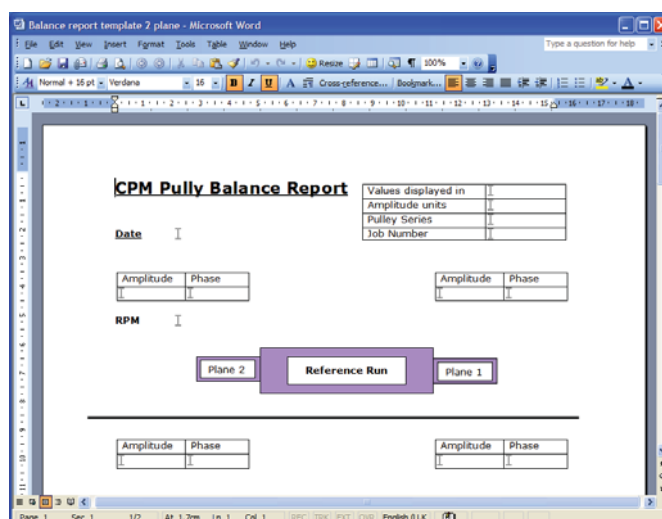 Balance report template 2 plane - Microsoft Word
File Edit View Insert Format Tools Table Window Help Type a question for help
Resize 100%
Normal + 16 pt Verdana 16 B I U A Cross-reference... Bookmark...
CPM Pully Balance Report
Values displayed in
Amplitude units
Pulley Series
Job Number
Date
Amplitude Phase Amplitude Phase
RPM
Plane 2 Reference Run Plane 1
Amplitude Phase Amplitude Phase
Page 1 Sec 1 1/2 At 1.7cm Ln 1 Col 1 REC TRK EXT OVR English (U.K